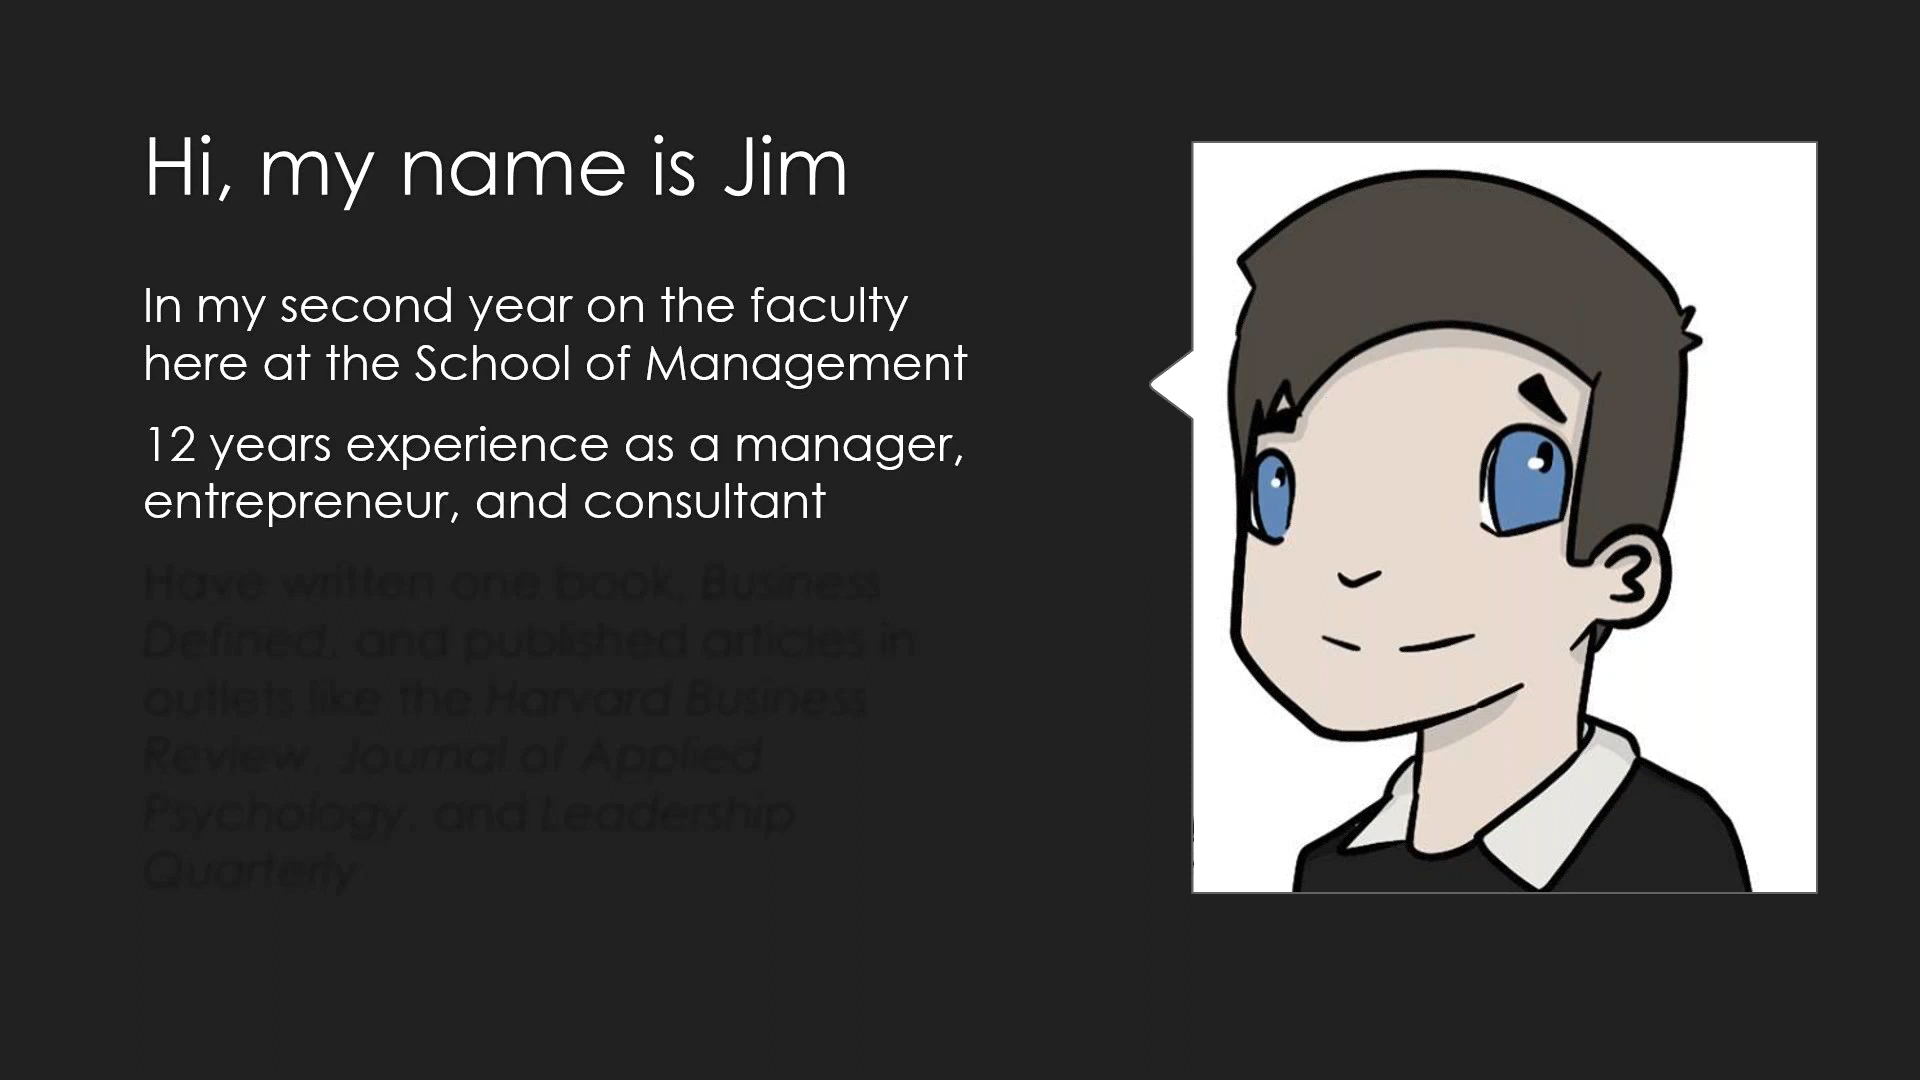 Hi, my name is Jim
In my second year on the faculty
here at the School of Management
12 years experience as a manager,
entrepreneur, and consultant
Have written one book, Business
Defined, and published articles in
outlets like the Harvard Business
Review, Journal of Applied
Psychology, and Leadership
Quarterly